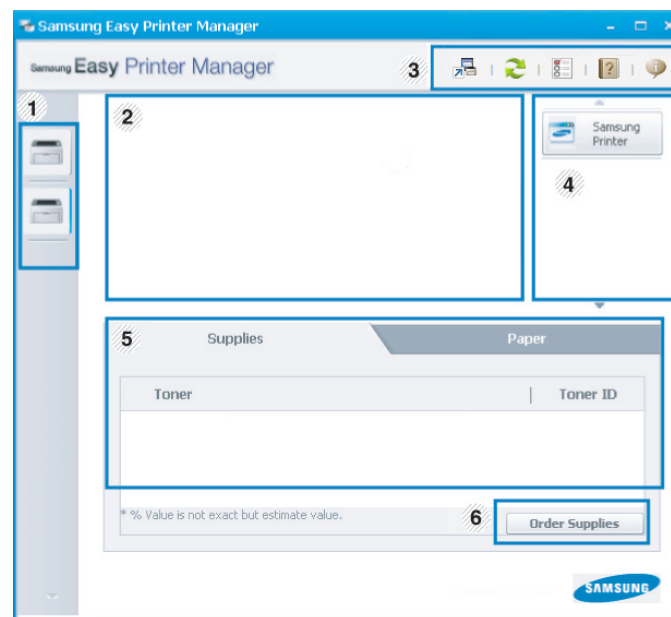 Samsung Easy Printer Manager
Samsung Easy Printer Manager
3
1
2
Samsung
Printer
4
5 Supplies Paper
Toner | Toner ID
* % Value is not exact but estimate value.
6 Order Supplies
SAMSUNG